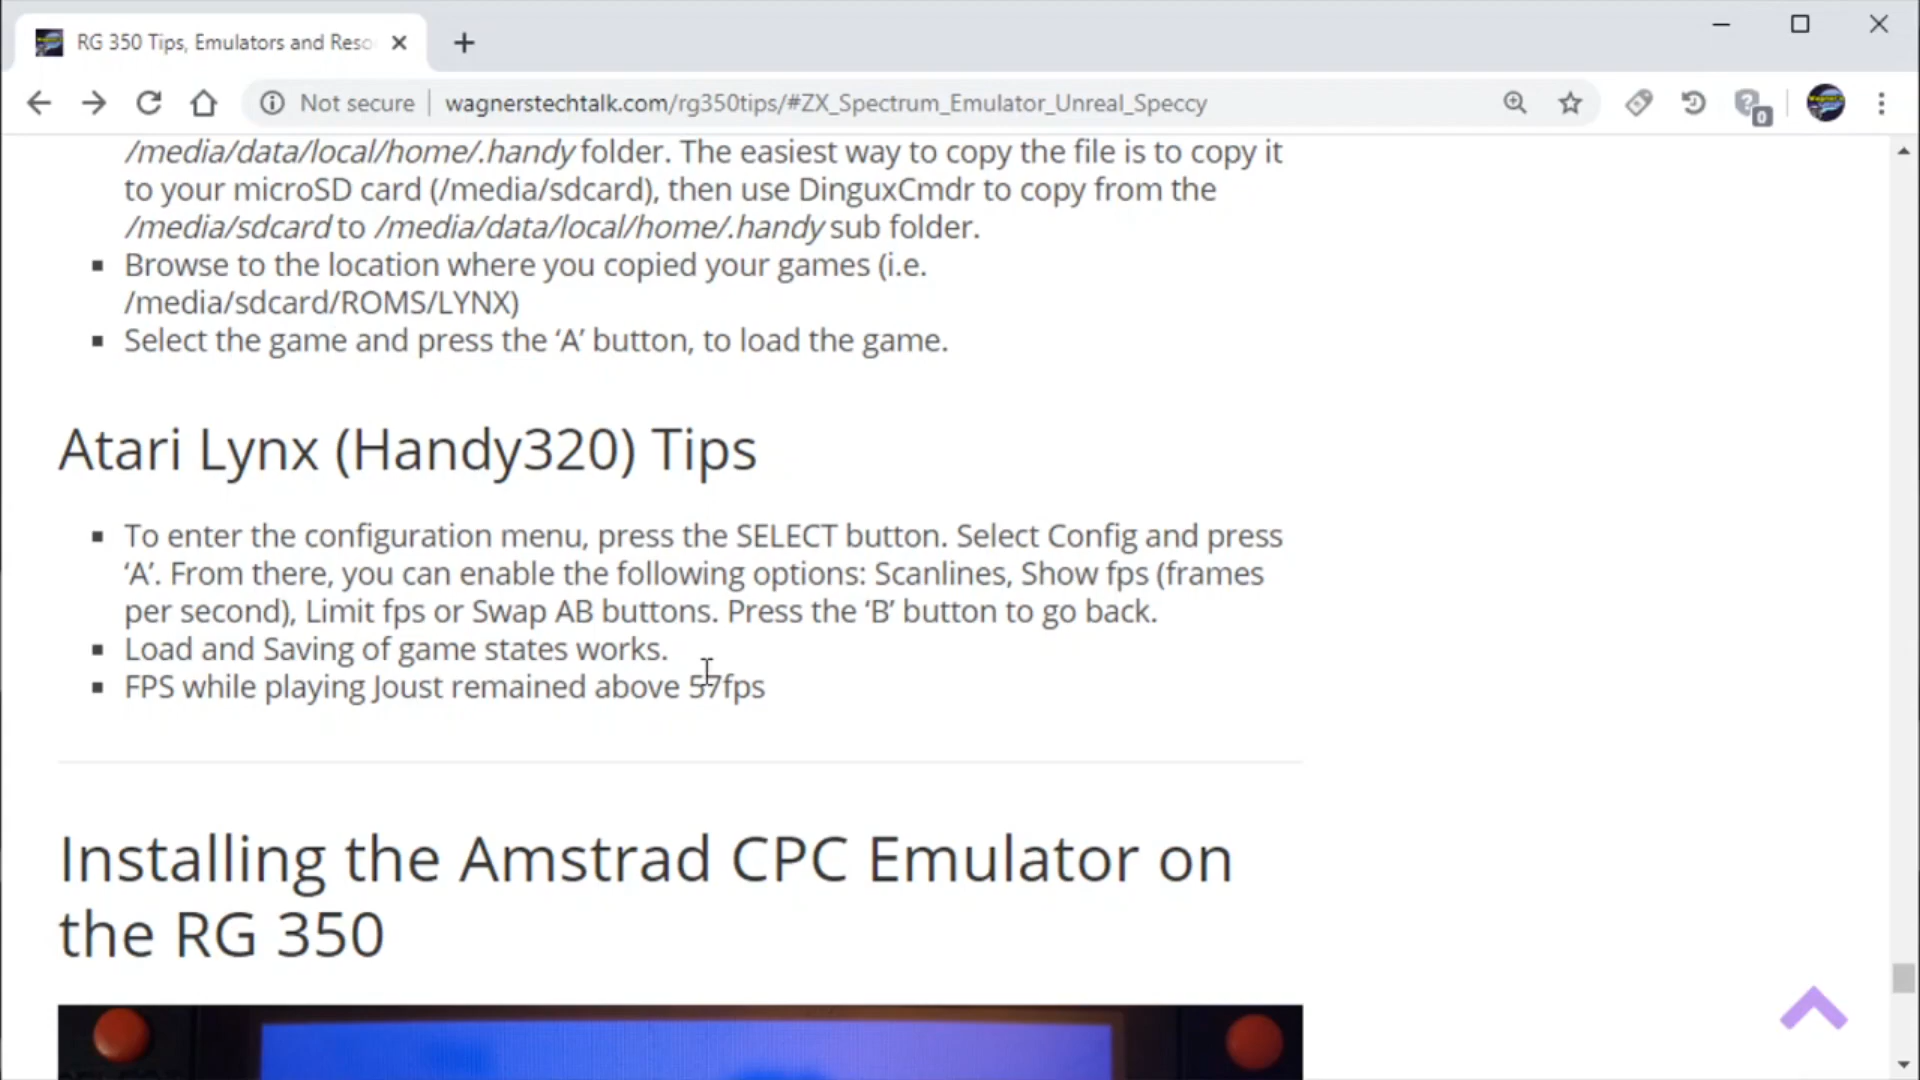 RG 350 Tips, Emulators and Reso
Not secure
wagnerstechtalk.com/rg350tips/#ZX_Spectrum_Emulator_Unreal_Speccy
0
/media/data/local/home/.handy folder. The easiest way to copy the file is to copy it
to your microSD card (/media/sdcard), then use DinguxCmdr to copy from the
/media/sdcard to /media/data/local/home/.handy sub folder.
Browse to the location where you copied your games (i.e.
/media/sdcard/ROMS/LYNX)
Select the game and press the ‘A’ button, to load the game.
Atari Lynx (Handy320) Tips
To enter the configuration menu, press the SELECT button. Select Config and press
‘A’. From there, you can enable the following options: Scanlines, Show fps (frames
per second), Limit fps or Swap AB buttons. Press the ‘B’ button to go back.
Load and Saving of game states works.
FPS while playing Joust remained above 57fps
Installing the Amstrad CPC Emulator on
the RG 350